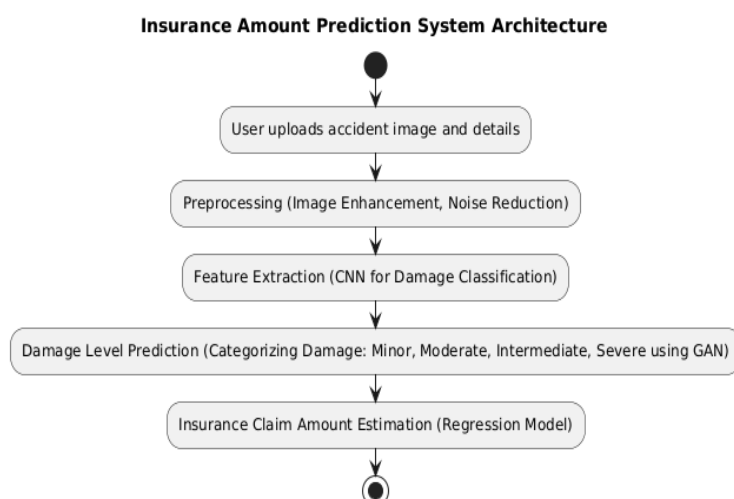 Insurance Amount Prediction System Architecture
User uploads accident image and details
Preprocessing (Image Enhancement, Noise Reduction)
Feature Extraction (CNN for Damage Classification)
Damage Level Prediction (Categorizing Damage: Minor, Moderate, Intermediate, Severe using GAN)
Insurance Claim Amount Estimation (Regression Model)